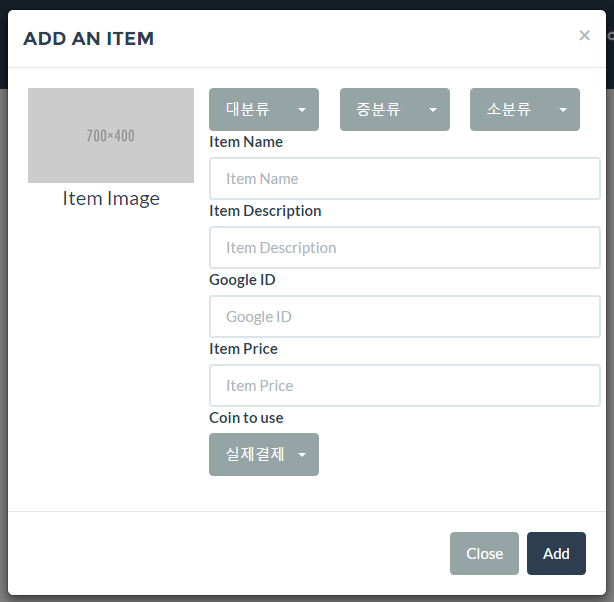 ADD AN ITEM ×
700×400
Item Image
대분류 중분류 소분류
Item Name
Item Name
Item Description
Item Description
Google ID
Google ID
Item Price
Item Price
Coin to use
실제결제
Close Add